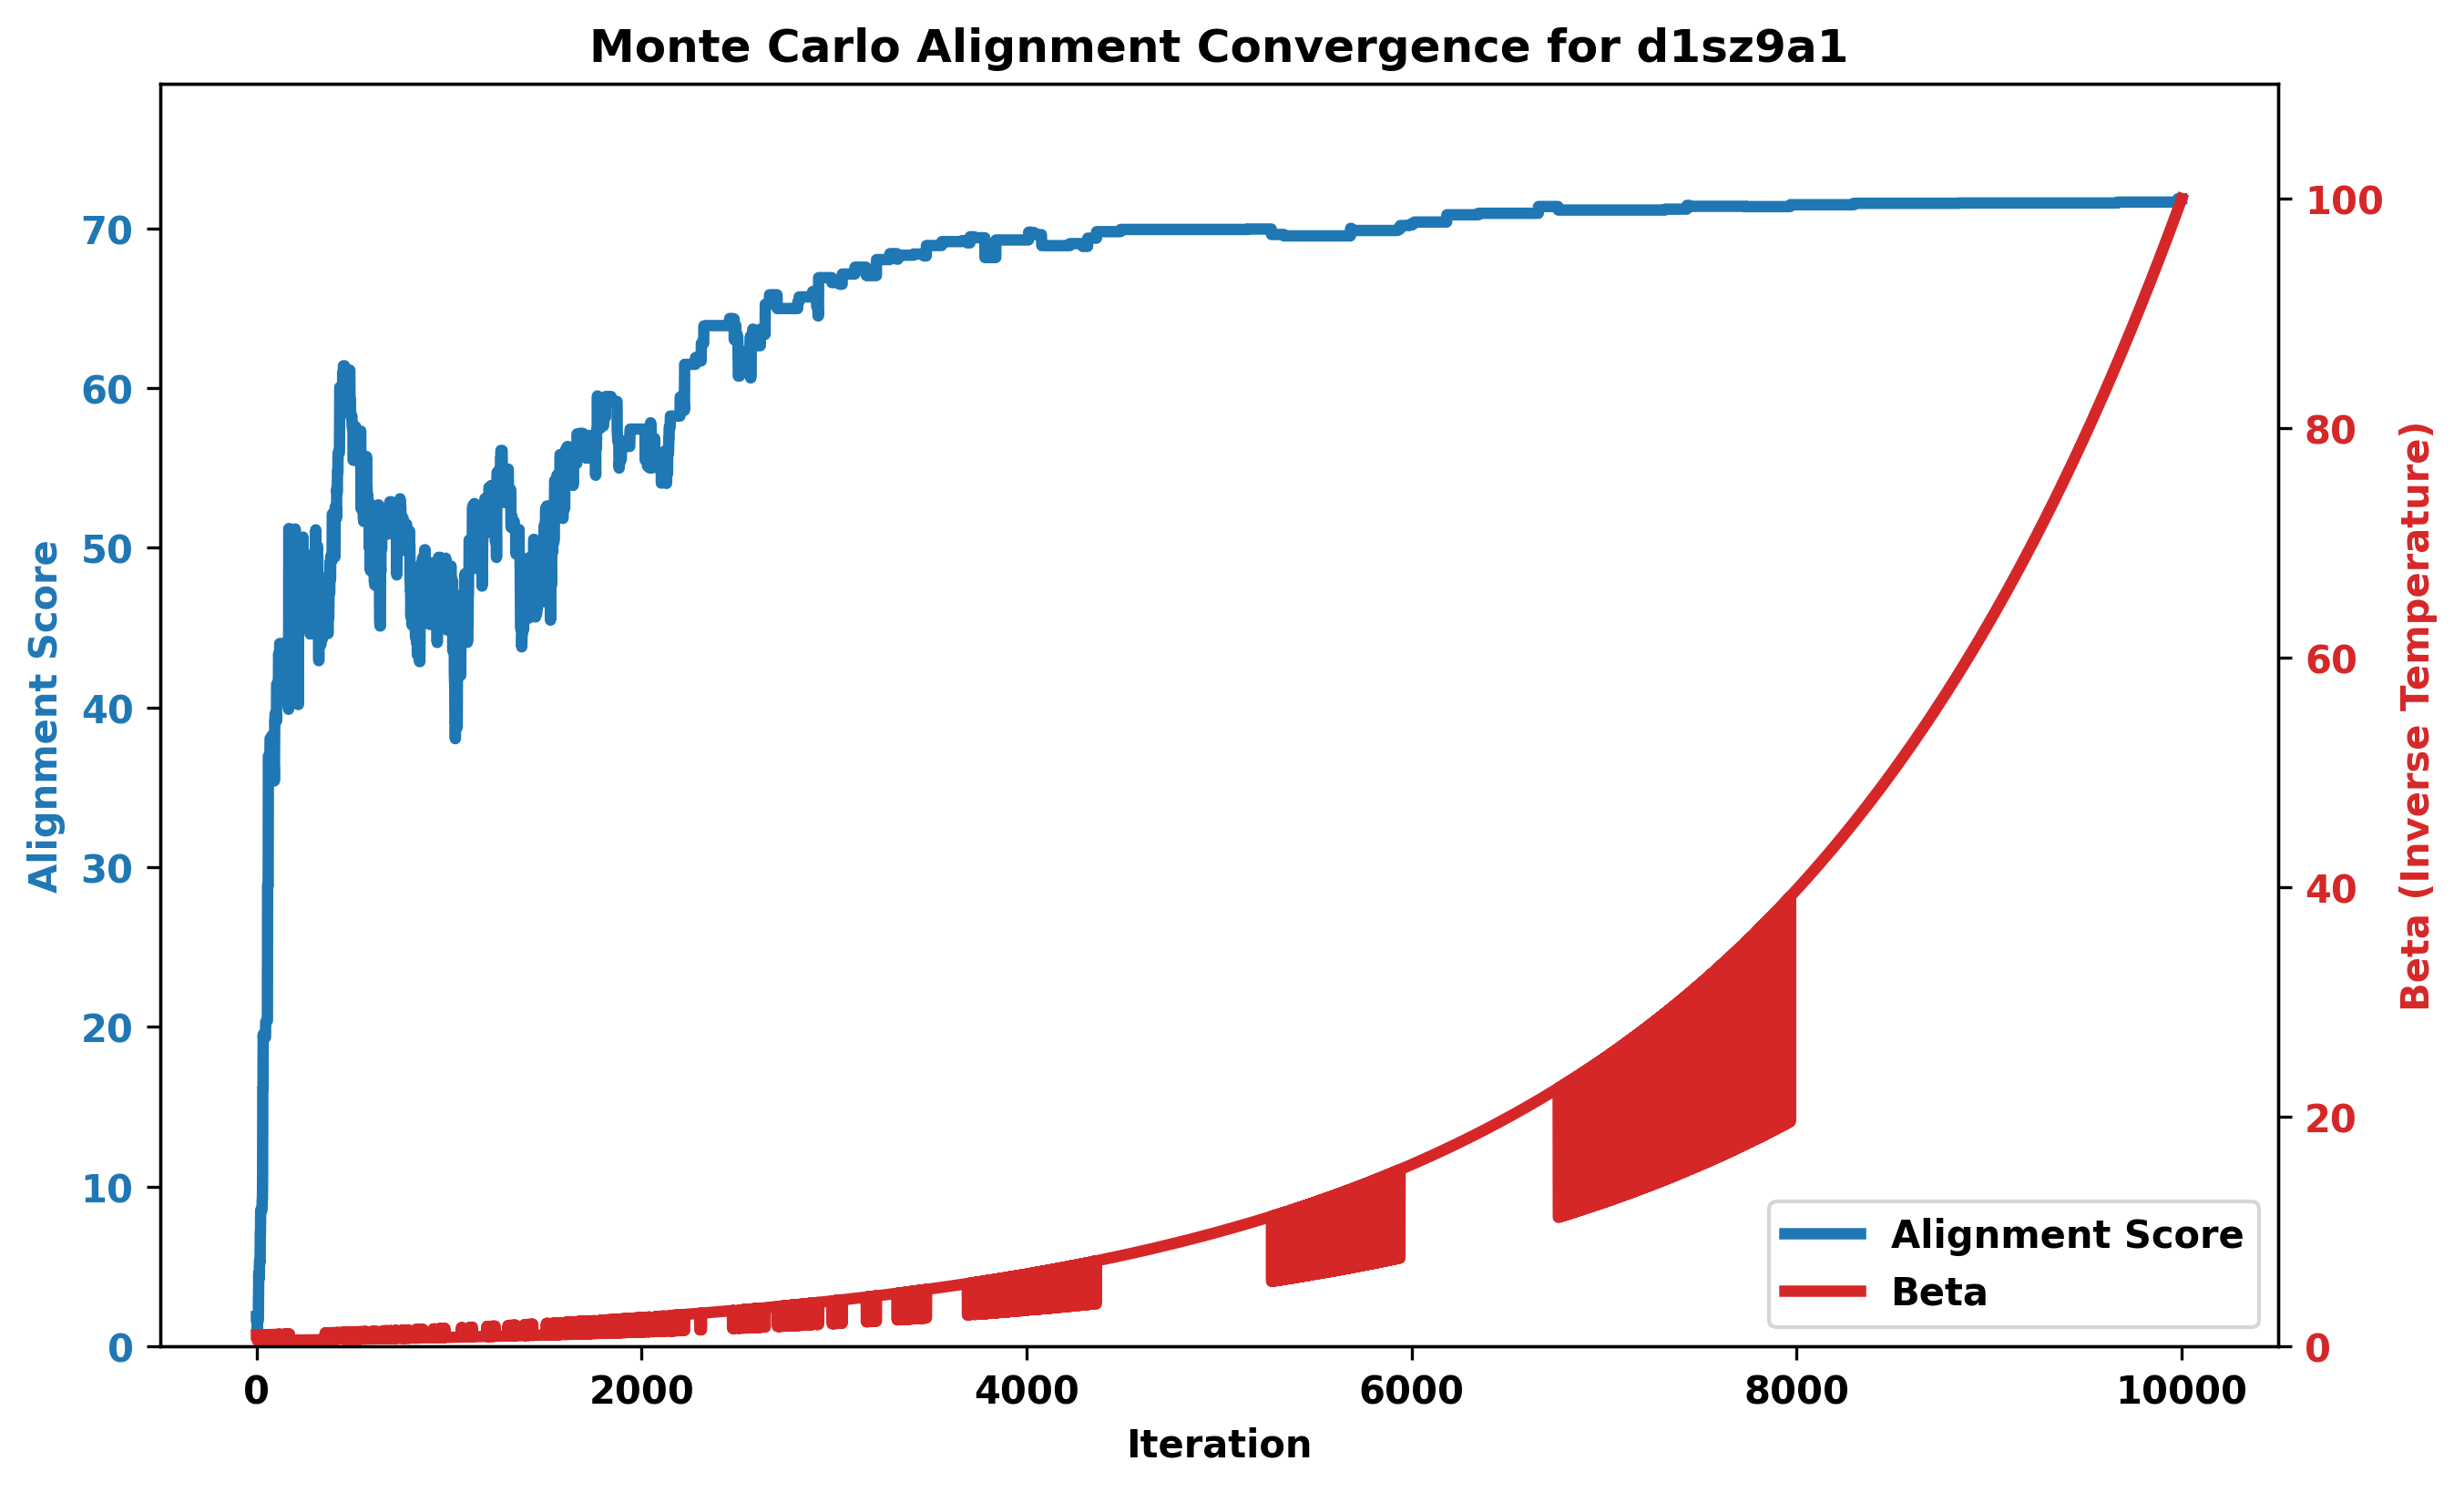 Monte Carlo Alignment Convergence for d1sz9a1
Alignment Score
70
60
50
40
30
20
10
0
100
80
60
40
20
0
Beta (Inverse Temperature)
Alignment Score
Beta
0 2000 4000 6000 8000 10000
Iteration